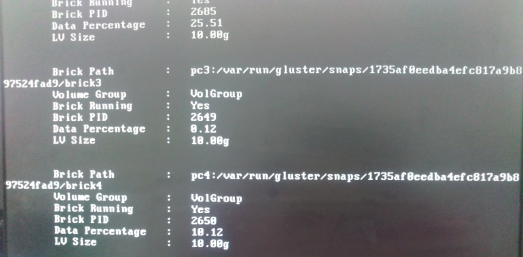 Brick Running : Yes
Brick PID : 2605
Data Percentage : 25.51
LV Size : 10.00g
Brick Path : pc3:/var/run/gluster/snaps/1735af0eedba4efc817a9b8
97524fad9/brick3
Volume Group : VolGroup
Brick Running : Yes
Brick PID : 2649
Data Percentage : 0.12
LV Size : 10.00g
Brick Path : pc4:/var/run/gluster/snaps/1735af0eedba4efc817a9b8
97524fad9/brick4
Volume Group : VolGroup
Brick Running : Yes
Brick PID : 2650
Data Percentage : 10.12
LV Size : 10.00g